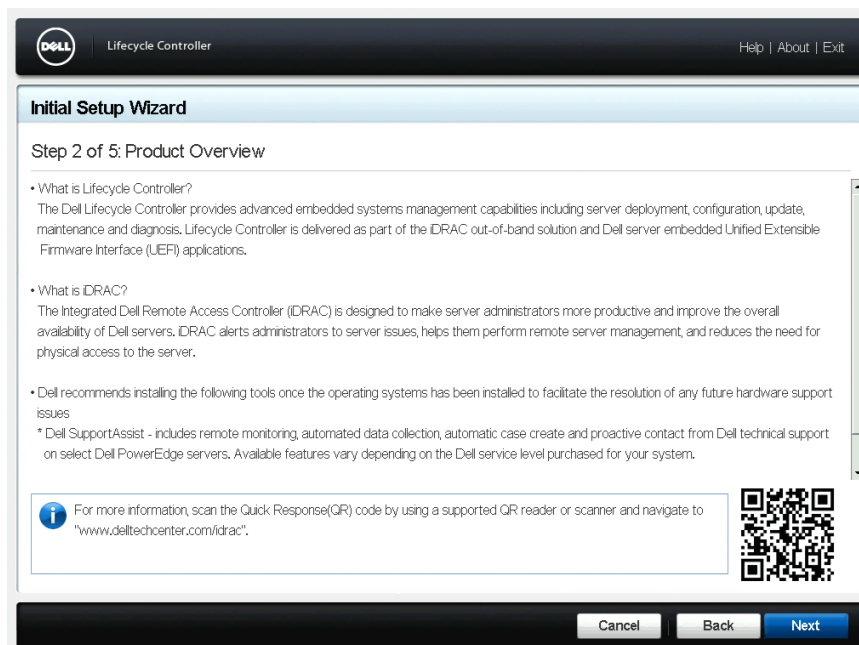 DELL
Lifecycle Controller
Help | About | Exit
Initial Setup Wizard
Step 2 of 5: Product Overview
• What is Lifecycle Controller?
The Dell Lifecycle Controller provides advanced embedded systems management capabilities including server deployment, configuration, update,
maintenance and diagnosis. Lifecycle Controller is delivered as part of the iDRAC out-of-band solution and Dell server embedded Unified Extensible
Firmware Interface (UEFI) applications.
• What is iDRAC?
The Integrated Dell Remote Access Controller (iDRAC) is designed to make server administrators more productive and improve the overall
availability of Dell servers. iDRAC alerts administrators to server issues, helps them perform remote server management, and reduces the need for
physical access to the server.
• Dell recommends installing the following tools once the operating systems has been installed to facilitate the resolution of any future hardware support
issues
* Dell SupportAssist - includes remote monitoring, automated data collection, automatic case create and proactive contact from Dell technical support
on select Dell PowerEdge servers. Available features vary depending on the Dell service level purchased for your system.
For more information, scan the Quick Response(QR) code by using a supported QR reader or scanner and navigate to
"www.delltechcenter.com/idrac".
Cancel
Back
Next